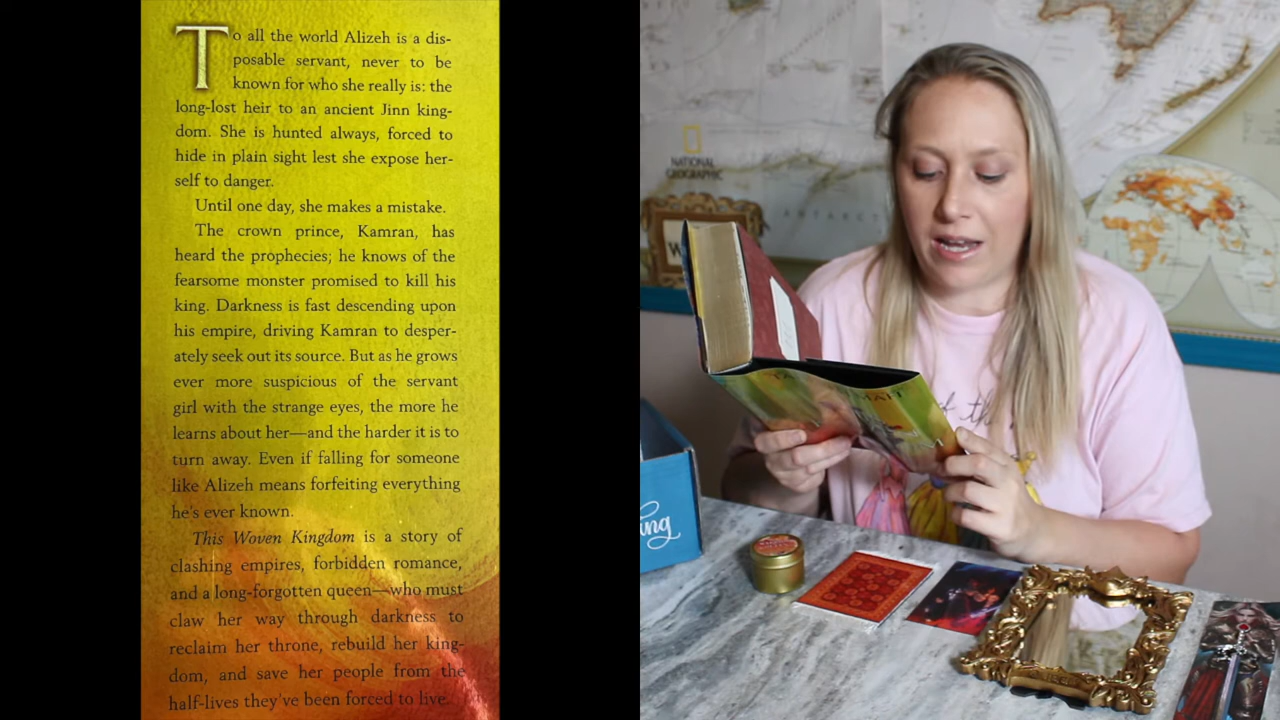 To all the world Alizeh is a dis-
posable servant, never to be
known for who she really is: the
long-lost heir to an ancient Jinn king-
dom. She is hunted always, forced to
hide in plain sight lest she expose her-
self to danger.
Until one day, she makes a mistake.
The crown prince, Kamran, has
heard the prophecies; he knows of the
fearsome monster promised to kill his
king. Darkness is fast descending upon
his empire, driving Kamran to desper-
ately seek out its source. But as he grows
ever more suspicious of the servant
girl with the strange eyes, the more he
learns about her—and the harder it is to
turn away. Even if falling for someone
like Alizeh means forfeiting everything
he's ever known.
This Woven Kingdom is a story of
clashing empires, forbidden romance,
and a long-forgotten queen—who must
claw her way through darkness to
reclaim her throne, rebuild her king-
dom, and save her people from the
half-lives they've been forced to live.
NATIONAL
GEOGRAPHIC
ANTARC